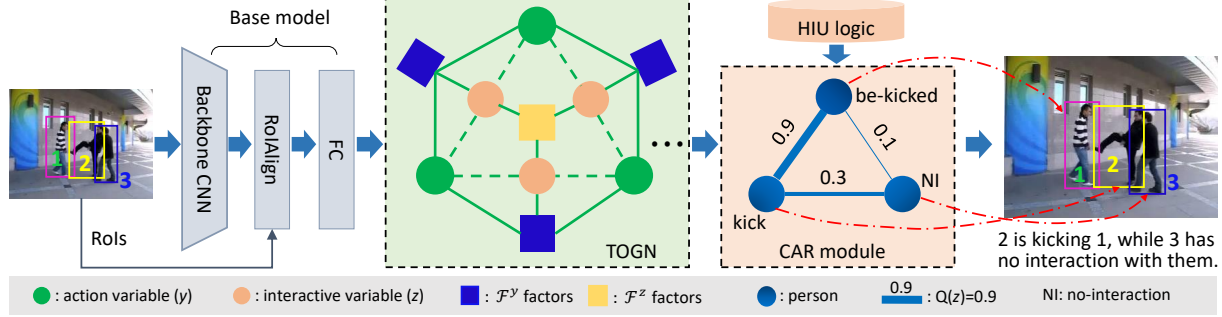 Base model
Backbone CNN
RoIAlign
FC
RoIs
1
2
3
TOGN
HIU logic
be-kicked
0.9
0.1
0.3
NI
kick
CAR module
1
2
3
2 is kicking 1, while 3 has
no interaction with them.
: action variable (y)
: interactive variable (z)
: ℱʸ factors
: ℱᶻ factors
: person
0.9
: Q(z)=0.9
NI: no-interaction